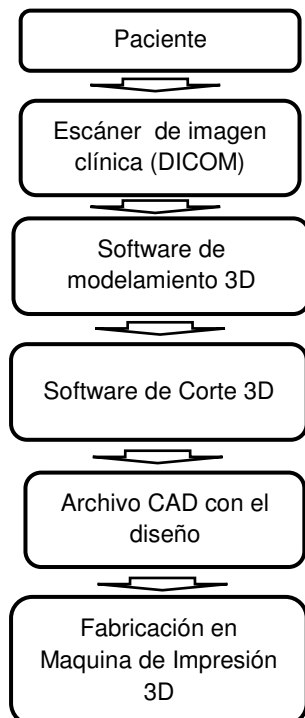 Paciente
Escáner de imagen
clínica (DICOM)
Software de
modelamiento 3D
Software de Corte 3D
Archivo CAD con el
diseño
Fabricación en
Maquina de Impresión
3D